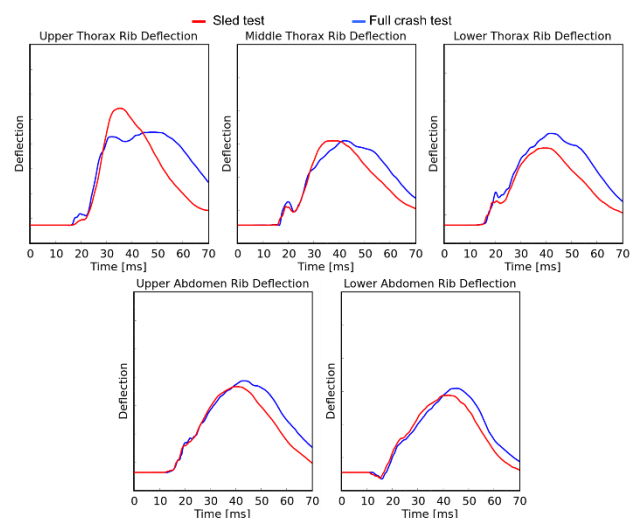 Sled test Full crash test
Upper Thorax Rib Deflection Middle Thorax Rib Deflection Lower Thorax Rib Deflection
Deflection Deflection Deflection
0 10 20 30 40 50 60 70 0 10 20 30 40 50 60 70 0 10 20 30 40 50 60 70
Time [ms] Time [ms] Time [ms]
Upper Abdomen Rib Deflection Lower Abdomen Rib Deflection
Deflection Deflection
0 10 20 30 40 50 60 70 0 10 20 30 40 50 60 70
Time [ms] Time [ms]